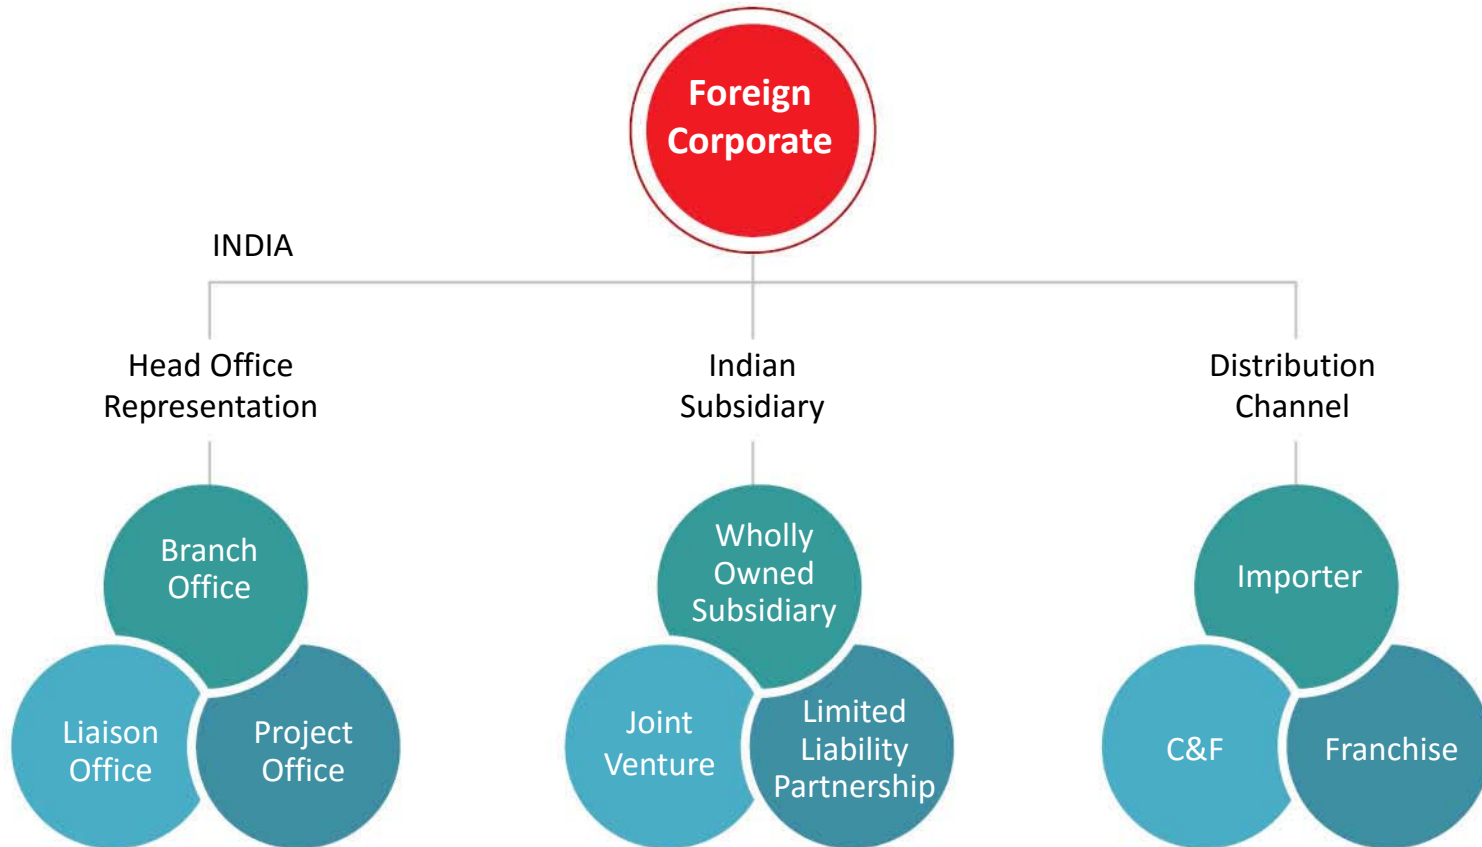 Foreign
Corporate
INDIA
Head Office
Representation
Indian
Subsidiary
Distribution
Channel
Branch
Office
Liaison
Office
Project
Office
Wholly
Owned
Subsidiary
Joint
Venture
Limited
Liability
Partnership
Importer
C&F
Franchise